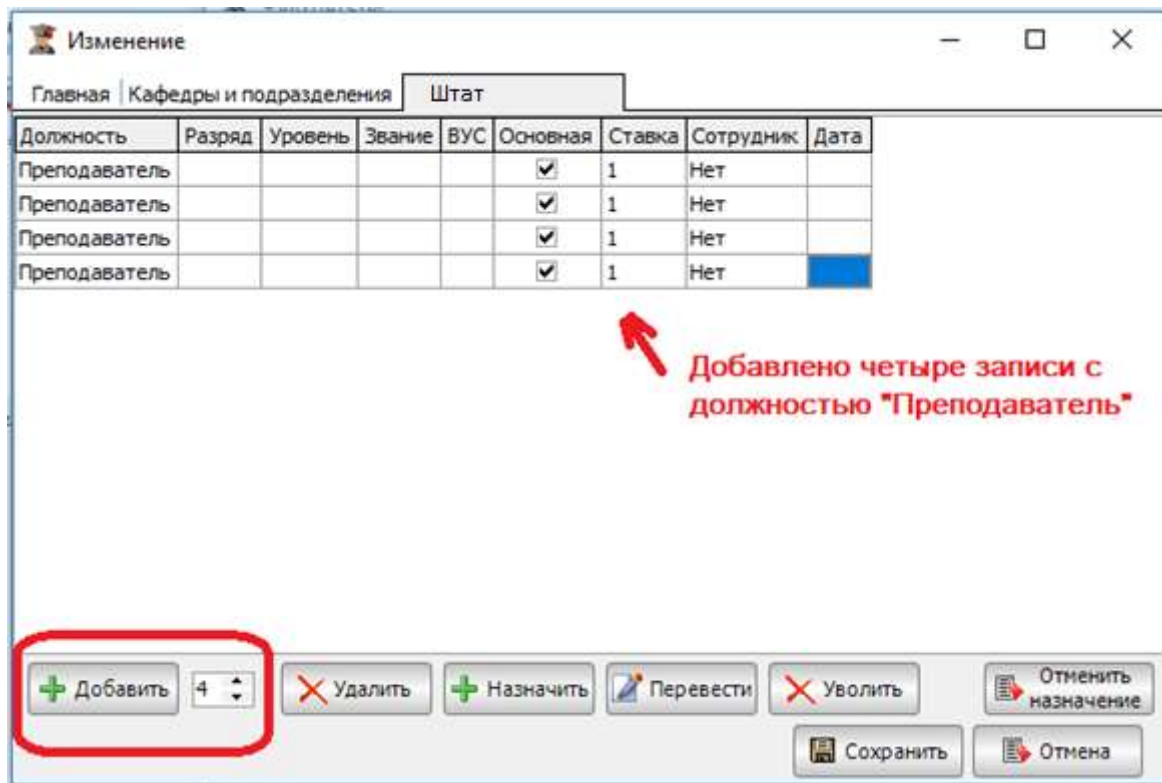 Изменение
Главная Кафедры и подразделения Штат
Должность Разряд Уровень Звание ВУС Основная Ставка Сотрудник Дата
Преподаватель 1 Нет
Преподаватель 1 Нет
Преподаватель 1 Нет
Преподаватель 1 Нет
Добавлено четыре записи с
должностью "Преподаватель"
Добавить 4 Удалить Назначить Перевести Уволить Отменить
назначение
Сохранить Отмена